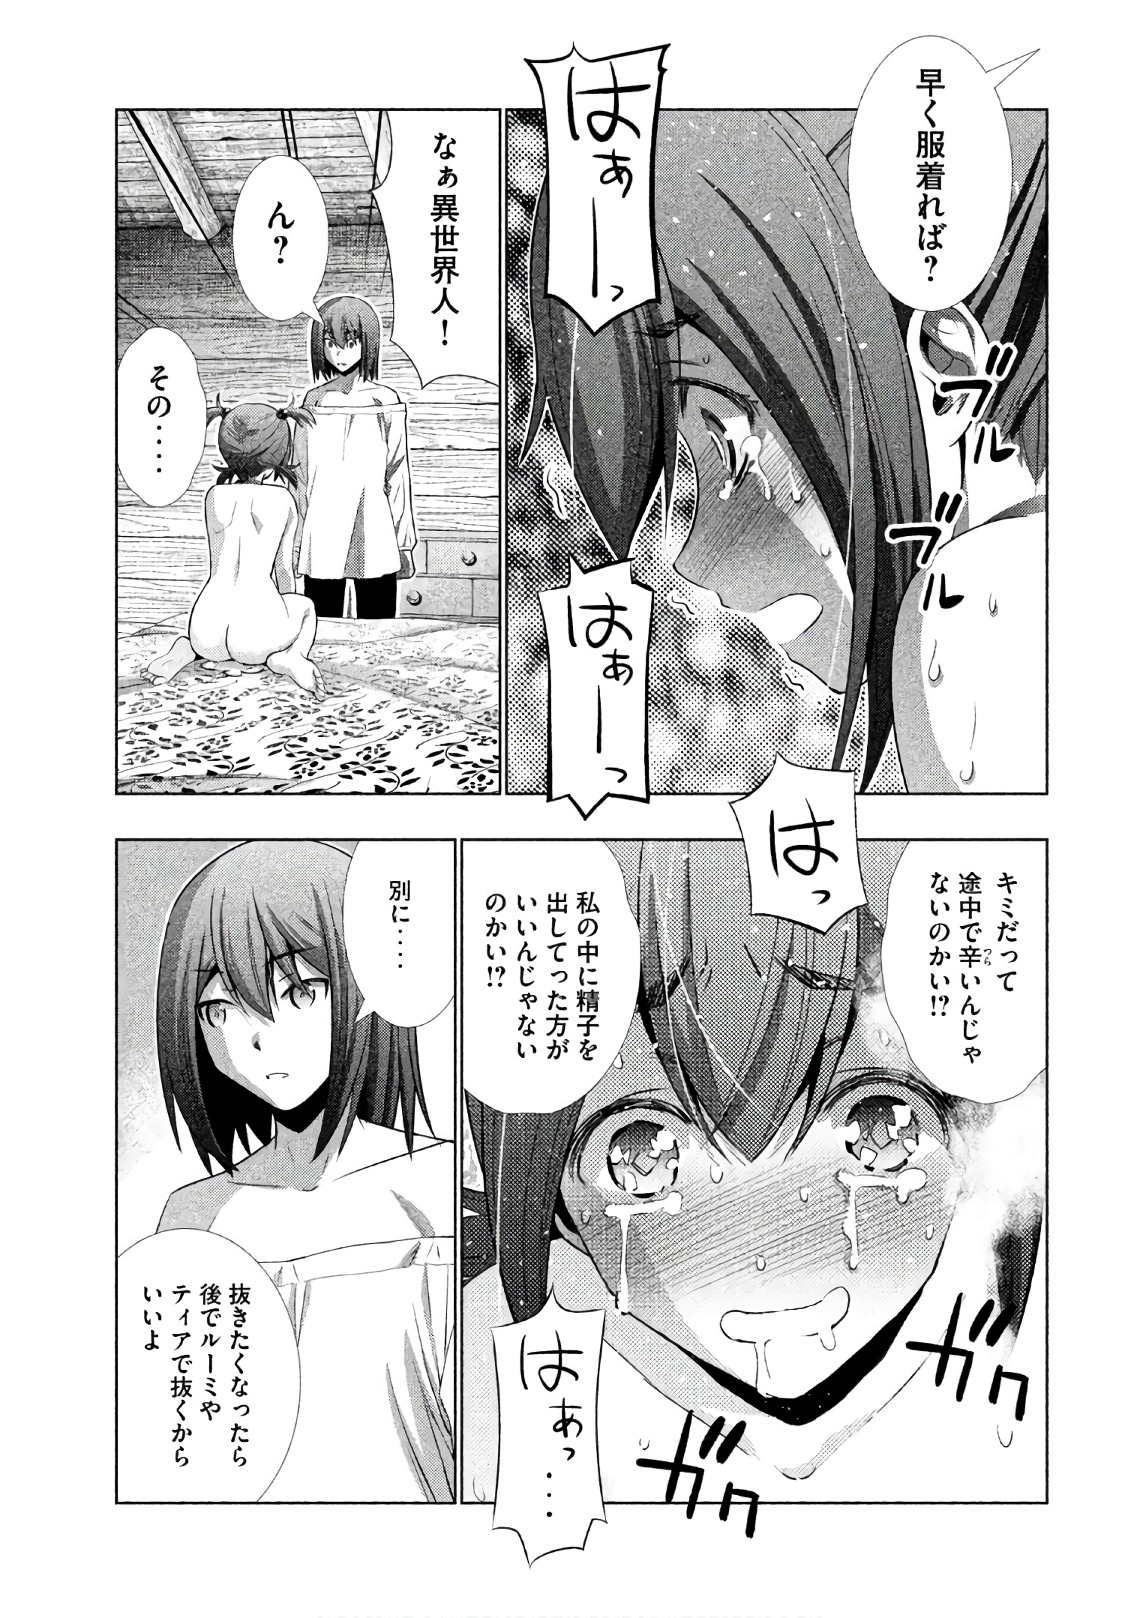 早く服着れば?
はぁーっ
ブル
ブル
はぁーっ
なぁ異世界人!
ん?
その‥‥
キミだって
途中で辛いんじゃ
つら
ないのかい!?
はっ
私の中に精子を
出してった方が
いいんじゃない
のかい!?
ガク
ガク
はぁっ‥‥
別に‥‥
抜きたくなったら
後でルーミや
ティアで抜くから
いいよ